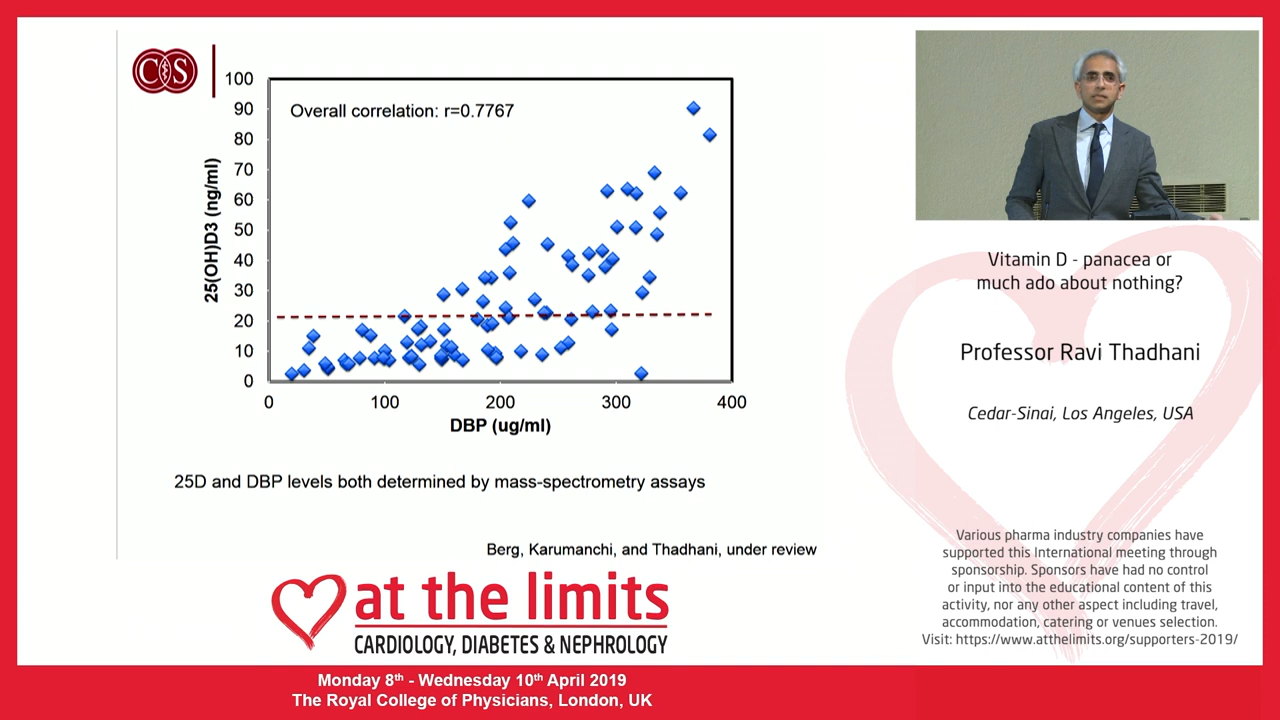 CS
100
90
80
70
60
50
40
30
20
10
0
25(OH)D3 (ng/ml)
Overall correlation: r=0.7767
0
100
200
300
400
DBP (ug/ml)
25D and DBP levels both determined by mass-spectrometry assays
Berg, Karumanchi, and Thadhani, under review
at the limits
CARDIOLOGY, DIABETES & NEPHROLOGY
Monday 8th - Wednesday 10th April 2019
The Royal College of Physicians, London, UK
Vitamin D - panacea or
much ado about nothing?
Professor Ravi Thadhani
Cedar-Sinai, Los Angeles, USA
Various pharma industry companies have
supported this International meeting through
sponsorship. Sponsors have had no control
or input into the educational content of this
activity, nor any other aspect including travel,
accommodation, catering or venues selection.
Visit: https://www.atthelimits.org/supporters-2019/